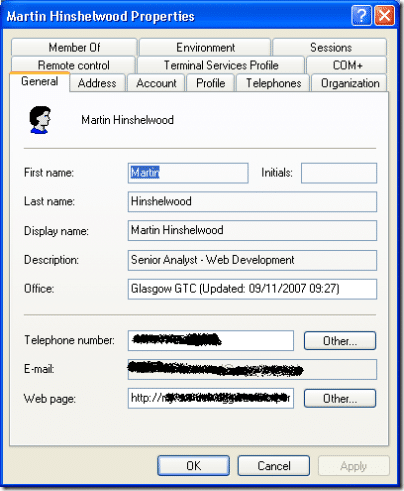 Martin Hinshelwood Properties
Member Of Environment Sessions
Remote control Terminal Services Profile COM+
General Address Account Profile Telephones Organization
Martin Hinshelwood
First name: Martin Initials:
Last name: Hinshelwood
Display name: Martin Hinshelwood
Description: Senior Analyst - Web Development
Office: Glasgow GTC (Updated: 09/11/2007 09:27)
Telephone number: Other...
E-mail:
Web page: http:// Other...
OK Cancel Apply